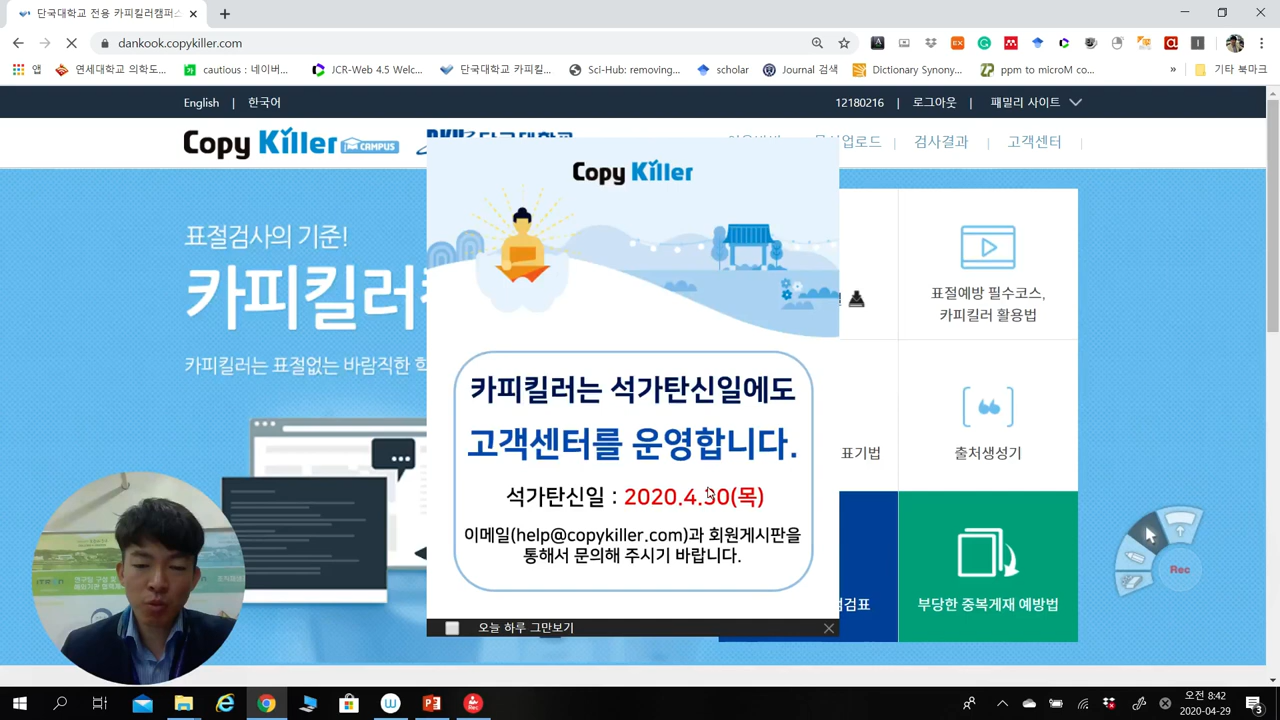 단국대학교 전용 카피킬러캠퍼스
dankook.copykiller.com
앱
연세대학교 의학도...
cautious : 네이버...
JCR-Web 4.5 Welc...
단국대학교 카피킬...
Sci-Hub: removing...
scholar
Journal 검색
Dictionary Synony...
ppm to microM co...
»
기타 북마크
English | 한국어
12180216 | 로그아웃 | 패밀리 사이트
Copy Killer CAMPUS
단국대학교
업로드 | 검사결과 | 고객센터 |
표절검사의 기준!
카피킬러
카피킬러는 표절없는 바람직한
Copy Killer
카피킬러는 석가탄신일에도
고객센터를 운영합니다.
석가탄신일 : 2020.4.30(목)
이메일(help@copykiller.com)과 회원게시판을
통해서 문의해 주시기 바랍니다.
오늘 하루 그만보기
표절예방 필수코스,
카피킬러 활용법
표기법
출처생성기
점검표
부당한 중복게재 예방법
Rec
오전 8:42
2020-04-29
3